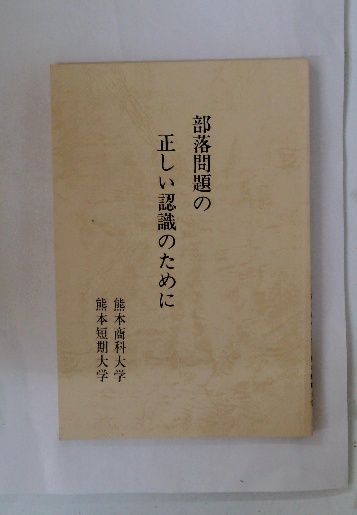 部落問題の
正しい認識のために
熊本商科大学
熊本短期大学